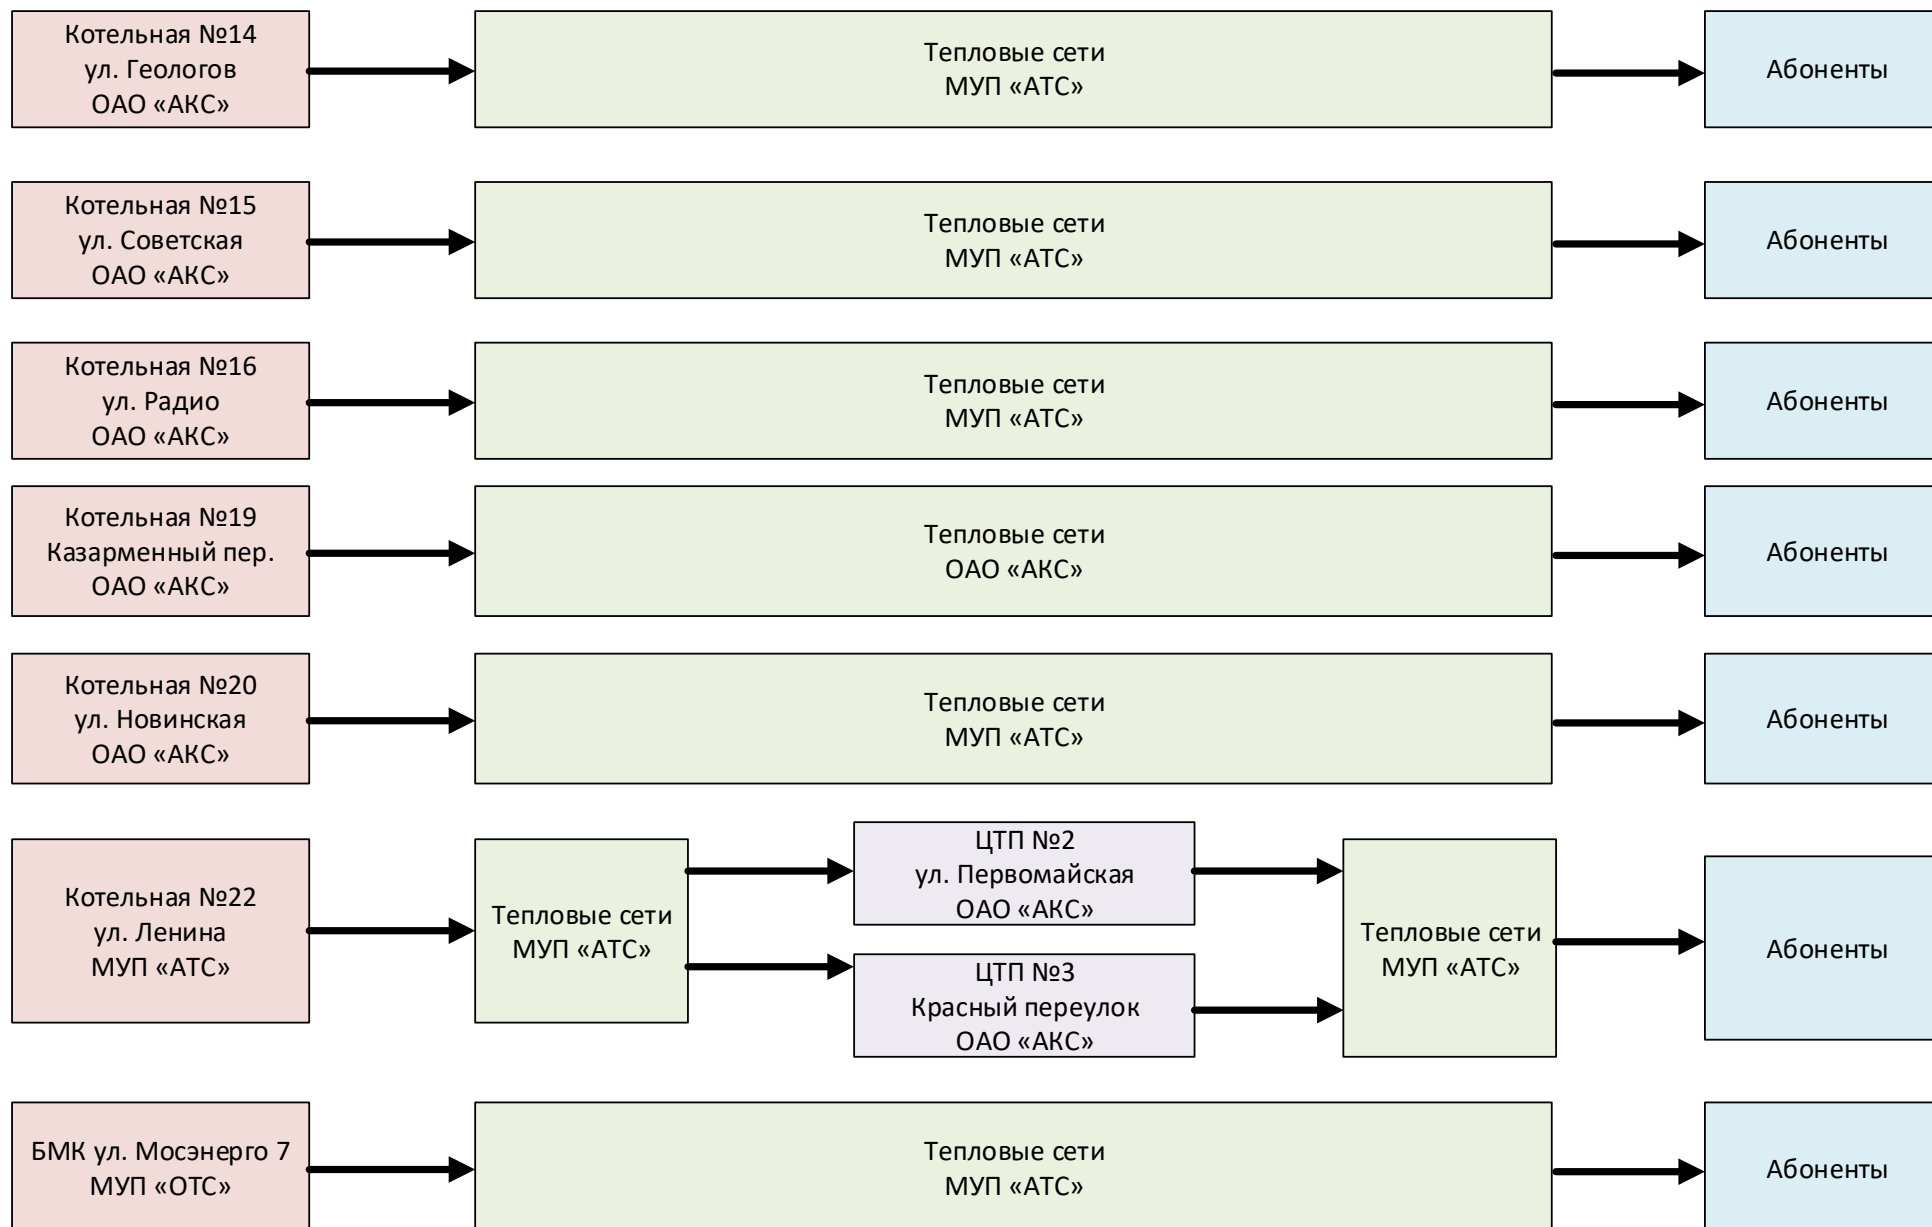 Котельная №14
ул. Геологов
ОАО «АКС»
Тепловые сети
МУП «АТС»
Абоненты
Котельная №15
ул. Советская
ОАО «АКС»
Тепловые сети
МУП «АТС»
Абоненты
Котельная №16
ул. Радио
ОАО «АКС»
Тепловые сети
МУП «АТС»
Абоненты
Котельная №19
Казарменный пер.
ОАО «АКС»
Тепловые сети
ОАО «АКС»
Абоненты
Котельная №20
ул. Новинская
ОАО «АКС»
Тепловые сети
МУП «АТС»
Абоненты
Котельная №22
ул. Ленина
МУП «АТС»
Тепловые сети
МУП «АТС»
ЦТП №2
ул. Первомайская
ОАО «АКС»
ЦТП №3
Красный переулок
ОАО «АКС»
Тепловые сети
МУП «АТС»
Абоненты
БМК ул. Мосэнерго 7
МУП «ОТС»
Тепловые сети
МУП «АТС»
Абоненты